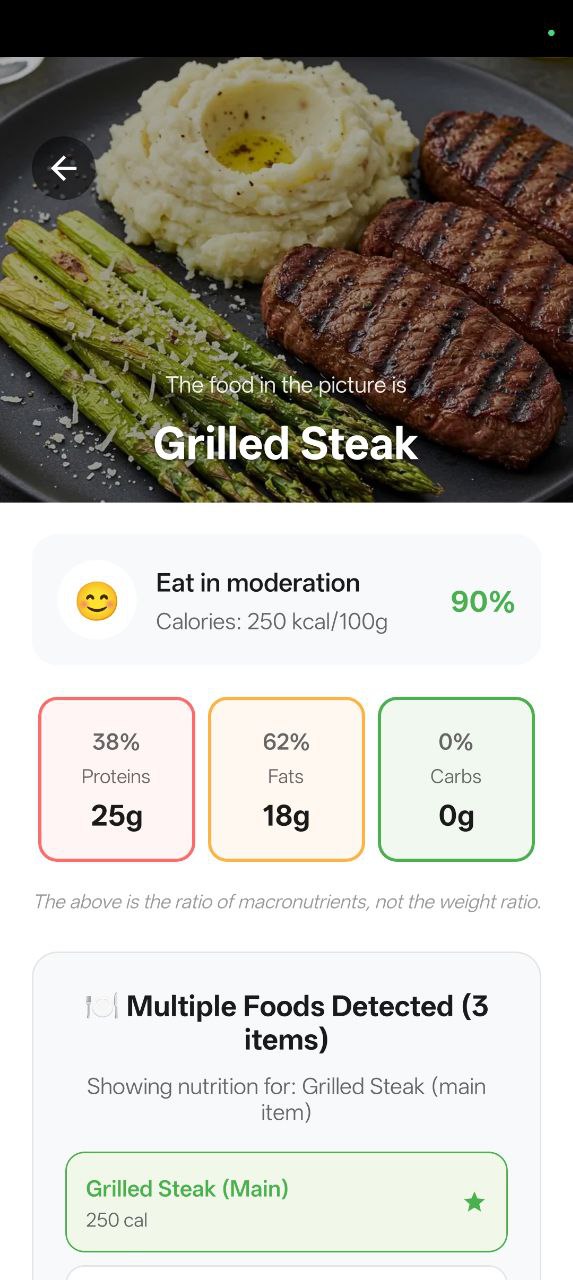 The food in the picture is
Grilled Steak
Eat in moderation
Calories: 250 kcal/100g
90%
38%
Proteins
25g
62%
Fats
18g
0%
Carbs
0g
The above is the ratio of macronutrients, not the weight ratio.
🍽️ Multiple Foods Detected (3
items)
Showing nutrition for: Grilled Steak (main
item)
Grilled Steak (Main)
250 cal